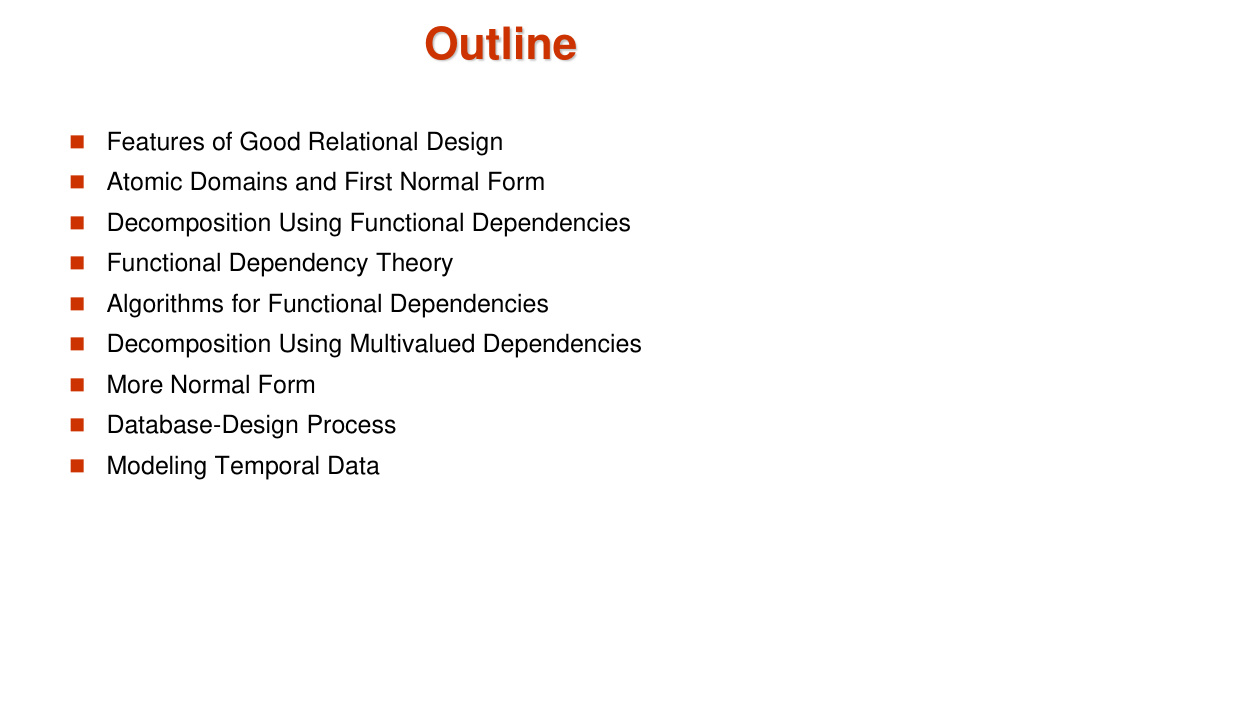 Outline
Features of Good Relational Design
Atomic Domains and First Normal Form
Decomposition Using Functional Dependencies
Functional Dependency Theory
Algorithms for Functional Dependencies
Decomposition Using Multivalued Dependencies
More Normal Form
Database-Design Process
Modeling Temporal Data